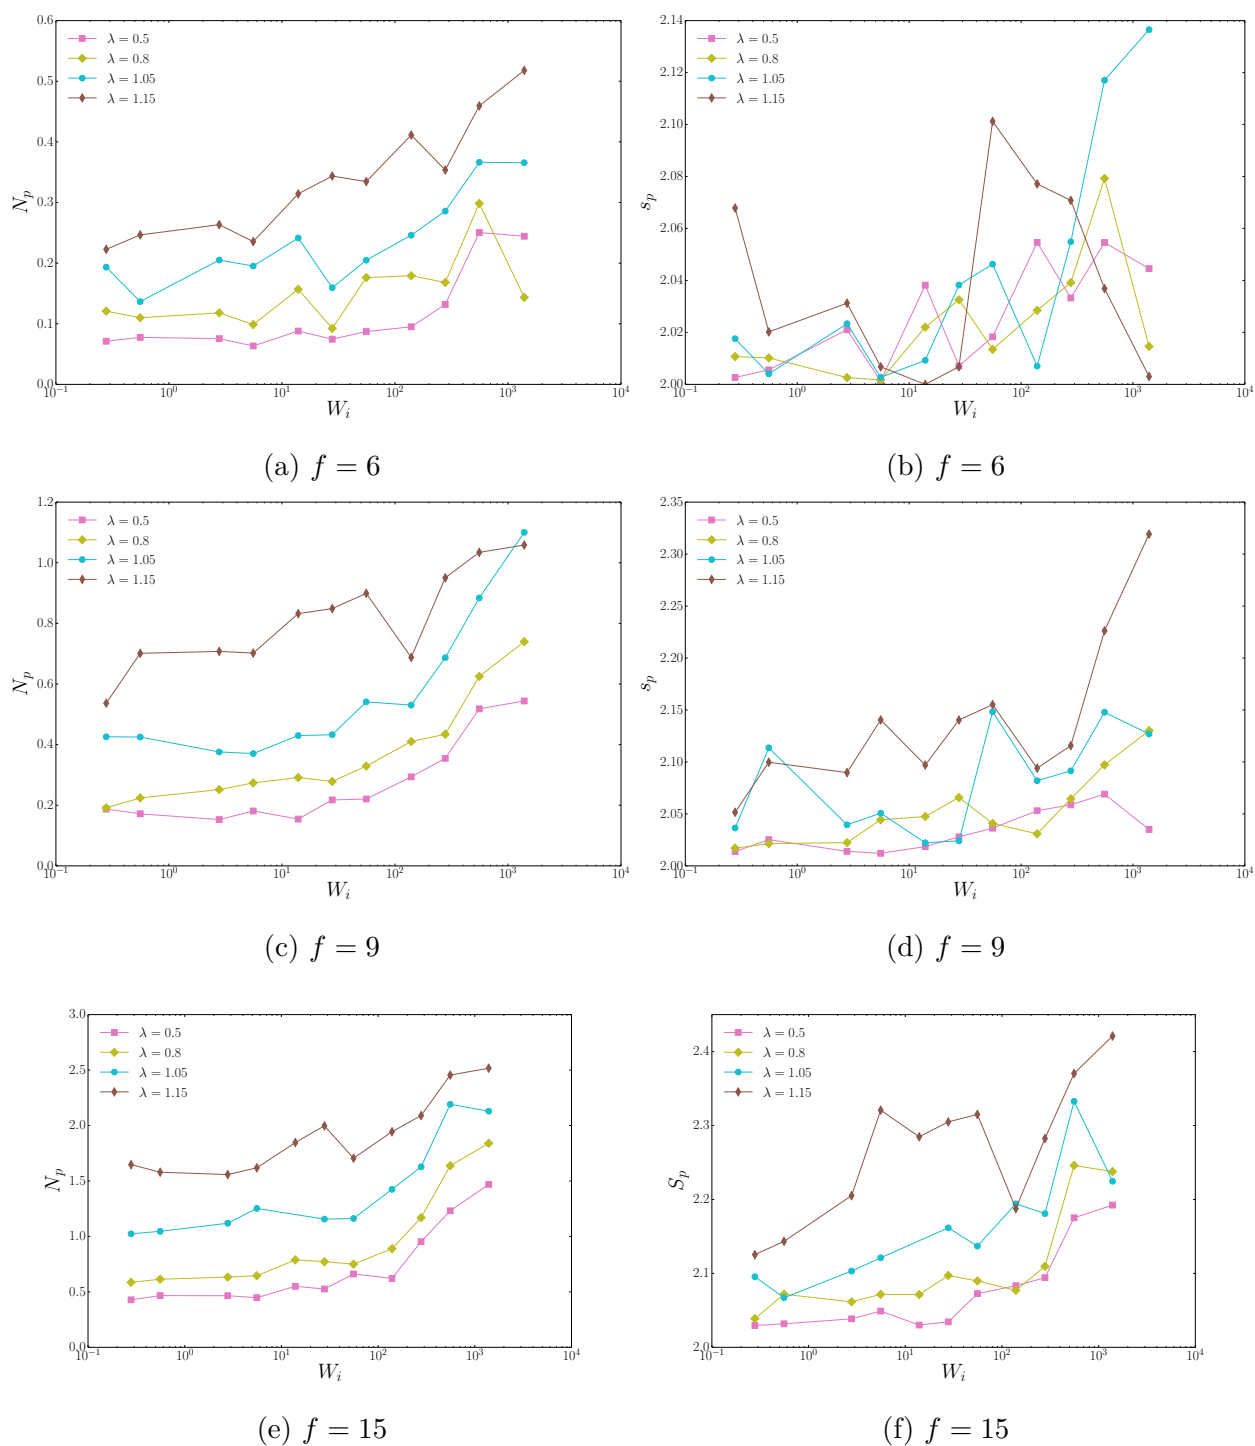 0.6
0.5
0.4
0.3
0.2
0.1
0.0
N_p
λ = 0.5
λ = 0.8
λ = 1.05
λ = 1.15
10^−1 10^0 10^1 10^2 10^3 10^4
W_i
(a) f = 6
2.14
2.12
2.10
2.08
2.06
2.04
2.02
2.00
s_p
λ = 0.5
λ = 0.8
λ = 1.05
λ = 1.15
10^−1 10^0 10^1 10^2 10^3 10^4
W_i
(b) f = 6
1.2
1.0
0.8
0.6
0.4
0.2
0.0
N_p
λ = 0.5
λ = 0.8
λ = 1.05
λ = 1.15
10^−1 10^0 10^1 10^2 10^3 10^4
W_i
(c) f = 9
2.35
2.30
2.25
2.20
2.15
2.10
2.05
2.00
s_p
λ = 0.5
λ = 0.8
λ = 1.05
λ = 1.15
10^−1 10^0 10^1 10^2 10^3 10^4
W_i
(d) f = 9
3.0
2.5
2.0
1.5
1.0
0.5
0.0
N_p
λ = 0.5
λ = 0.8
λ = 1.05
λ = 1.15
10^−1 10^0 10^1 10^2 10^3 10^4
W_i
(e) f = 15
2.4
2.3
2.2
2.1
2.0
S_p
λ = 0.5
λ = 0.8
λ = 1.05
λ = 1.15
10^−1 10^0 10^1 10^2 10^3 10^4
W_i
(f) f = 15